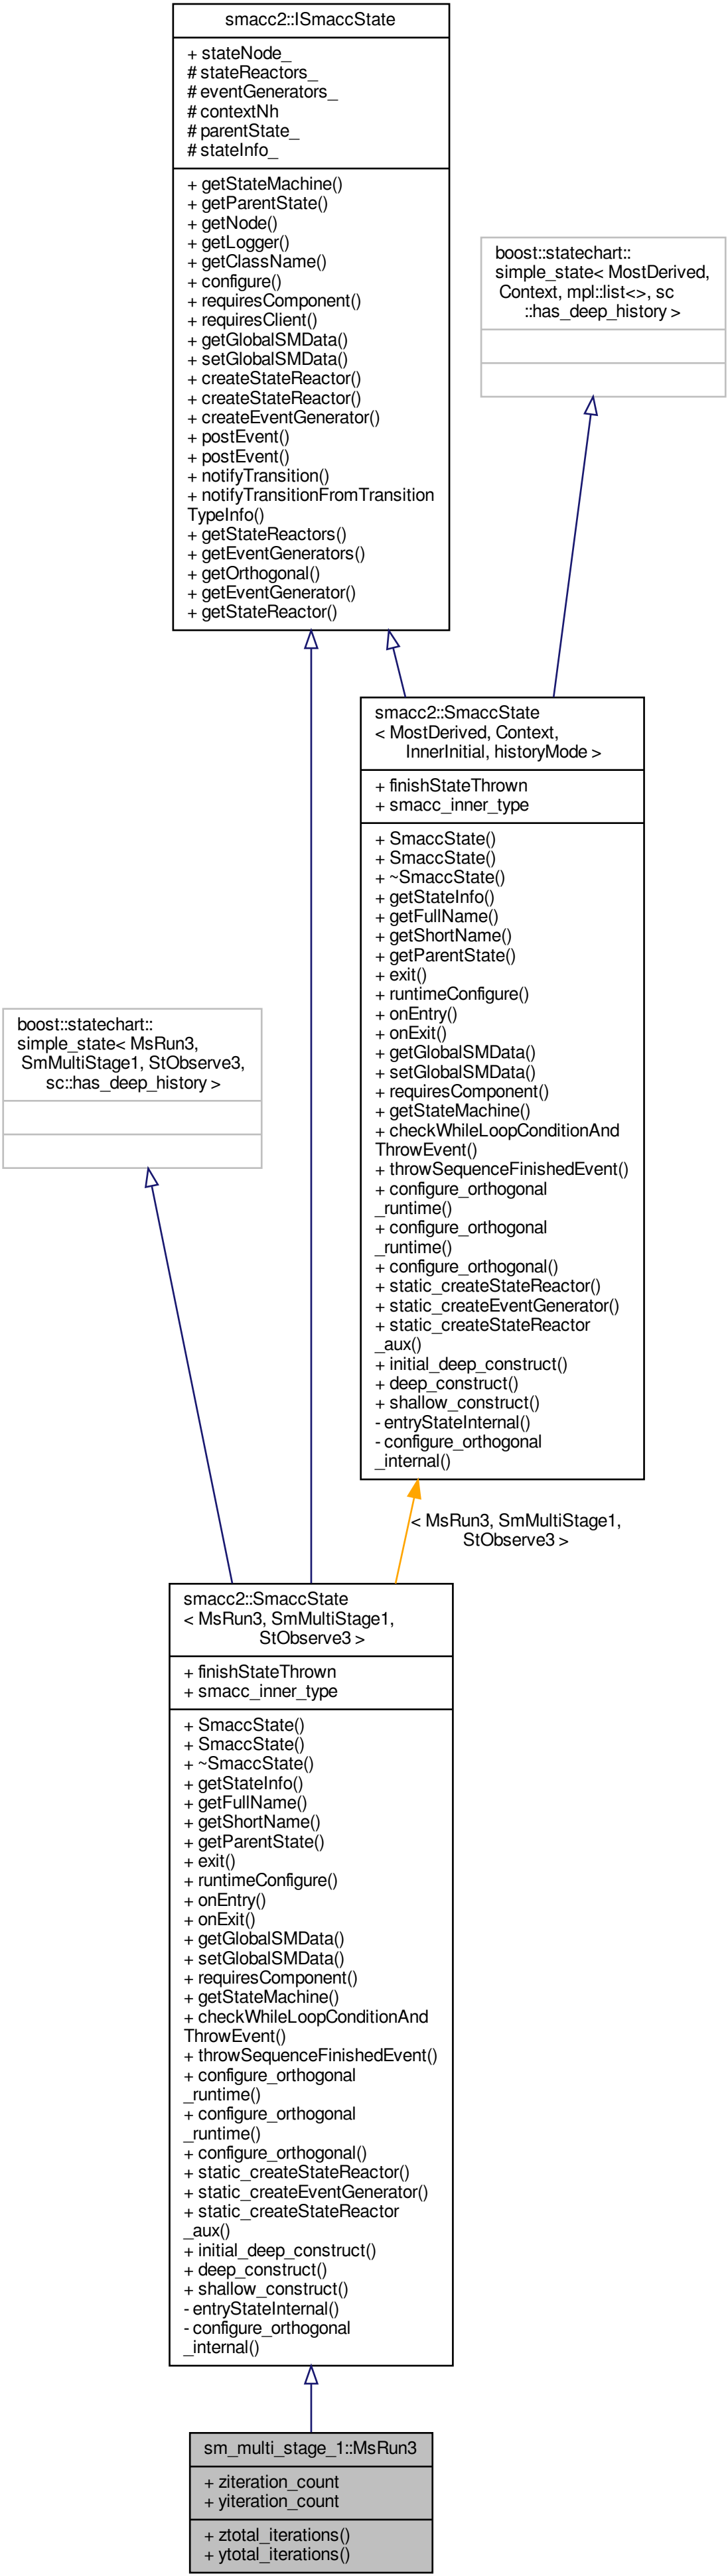 smacc2::ISmaccState
+ stateNode_
# stateReactors_
# eventGenerators_
# contextNh
# parentState_
# stateInfo_
+ getStateMachine()
+ getParentState()
+ getNode()
+ getLogger()
+ getClassName()
+ configure()
+ requiresComponent()
+ requiresClient()
+ getGlobalSMData()
+ setGlobalSMData()
+ createStateReactor()
+ createStateReactor()
+ createEventGenerator()
+ postEvent()
+ postEvent()
+ notifyTransition()
+ notifyTransitionFromTransition
TypeInfo()
+ getStateReactors()
+ getEventGenerators()
+ getOrthogonal()
+ getEventGenerator()
+ getStateReactor()
boost::statechart::
simple_state< MostDerived,
Context, mpl::list<>, sc
::has_deep_history >
smacc2::SmaccState
< MostDerived, Context,
InnerInitial, historyMode >
+ finishStateThrown
+ smacc_inner_type
+ SmaccState()
+ SmaccState()
+ ~SmaccState()
+ getStateInfo()
+ getFullName()
+ getShortName()
+ getParentState()
+ exit()
+ runtimeConfigure()
+ onEntry()
+ onExit()
+ getGlobalSMData()
+ setGlobalSMData()
+ requiresComponent()
+ getStateMachine()
+ checkWhileLoopConditionAnd
ThrowEvent()
+ throwSequenceFinishedEvent()
+ configure_orthogonal
_runtime()
+ configure_orthogonal
_runtime()
+ configure_orthogonal()
+ static_createStateReactor()
+ static_createEventGenerator()
+ static_createStateReactor
_aux()
+ initial_deep_construct()
+ deep_construct()
+ shallow_construct()
- entryStateInternal()
- configure_orthogonal
_internal()
boost::statechart::
simple_state< MsRun3,
SmMultiStage1, StObserve3,
sc::has_deep_history >
< MsRun3, SmMultiStage1,
StObserve3 >
smacc2::SmaccState
< MsRun3, SmMultiStage1,
StObserve3 >
+ finishStateThrown
+ smacc_inner_type
+ SmaccState()
+ SmaccState()
+ ~SmaccState()
+ getStateInfo()
+ getFullName()
+ getShortName()
+ getParentState()
+ exit()
+ runtimeConfigure()
+ onEntry()
+ onExit()
+ getGlobalSMData()
+ setGlobalSMData()
+ requiresComponent()
+ getStateMachine()
+ checkWhileLoopConditionAnd
ThrowEvent()
+ throwSequenceFinishedEvent()
+ configure_orthogonal
_runtime()
+ configure_orthogonal
_runtime()
+ configure_orthogonal()
+ static_createStateReactor()
+ static_createEventGenerator()
+ static_createStateReactor
_aux()
+ initial_deep_construct()
+ deep_construct()
+ shallow_construct()
- entryStateInternal()
- configure_orthogonal
_internal()
sm_multi_stage_1::MsRun3
+ ziteration_count
+ yiteration_count
+ ztotal_iterations()
+ ytotal_iterations()